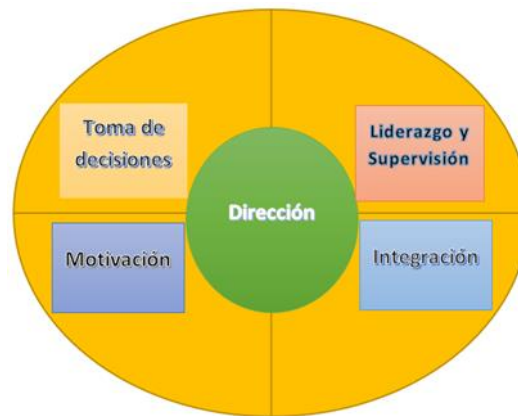 Toma de
decisiones
Liderazgo y
Supervisión
Dirección
Motivación
Integración